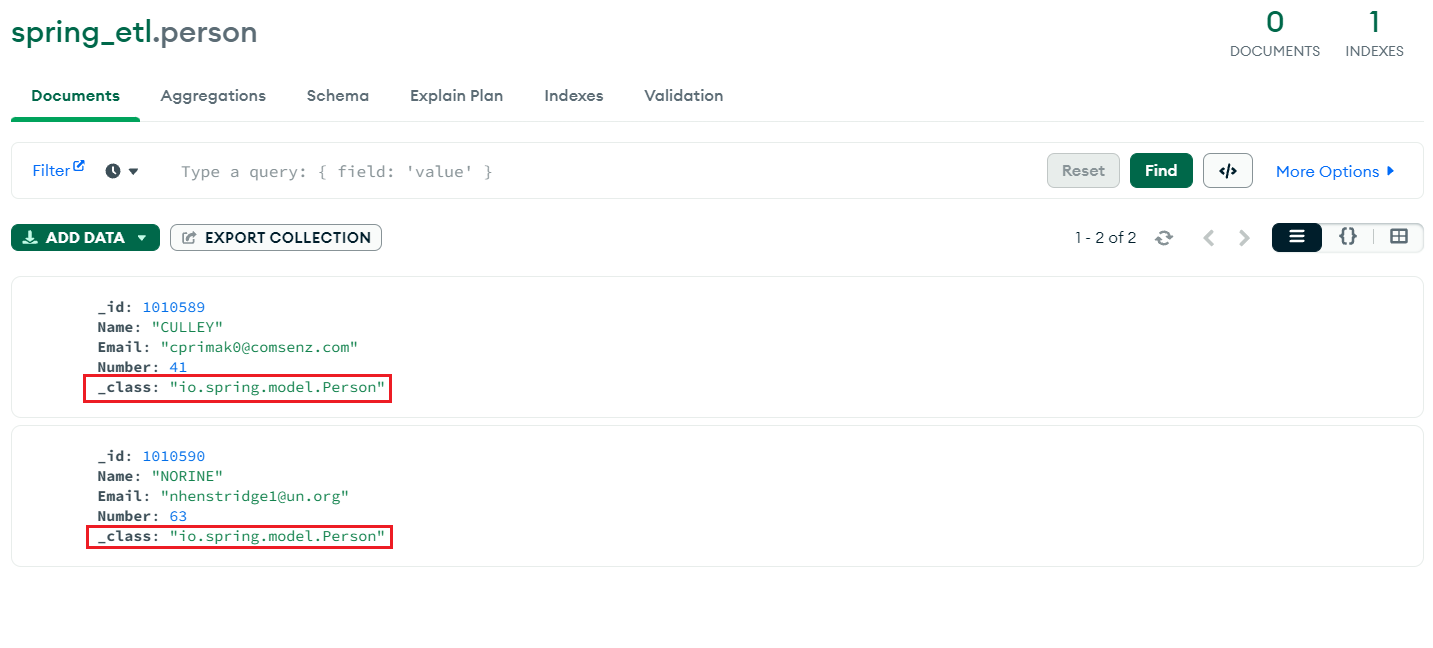 spring_etl.person
0
DOCUMENTS
1
INDEXES
Documents Aggregations Schema Explain Plan Indexes Validation
Filter Type a query: { field: 'value' } Reset Find </> More Options
ADD DATA EXPORT COLLECTION 1 - 2 of 2 {}
_id: 1010589
Name: "CULLEY"
Email: "cprimak0@comsenz.com"
Number: 41
_class: "io.spring.model.Person"
_id: 1010590
Name: "NORINE"
Email: "nhenstridge1@un.org"
Number: 63
_class: "io.spring.model.Person"